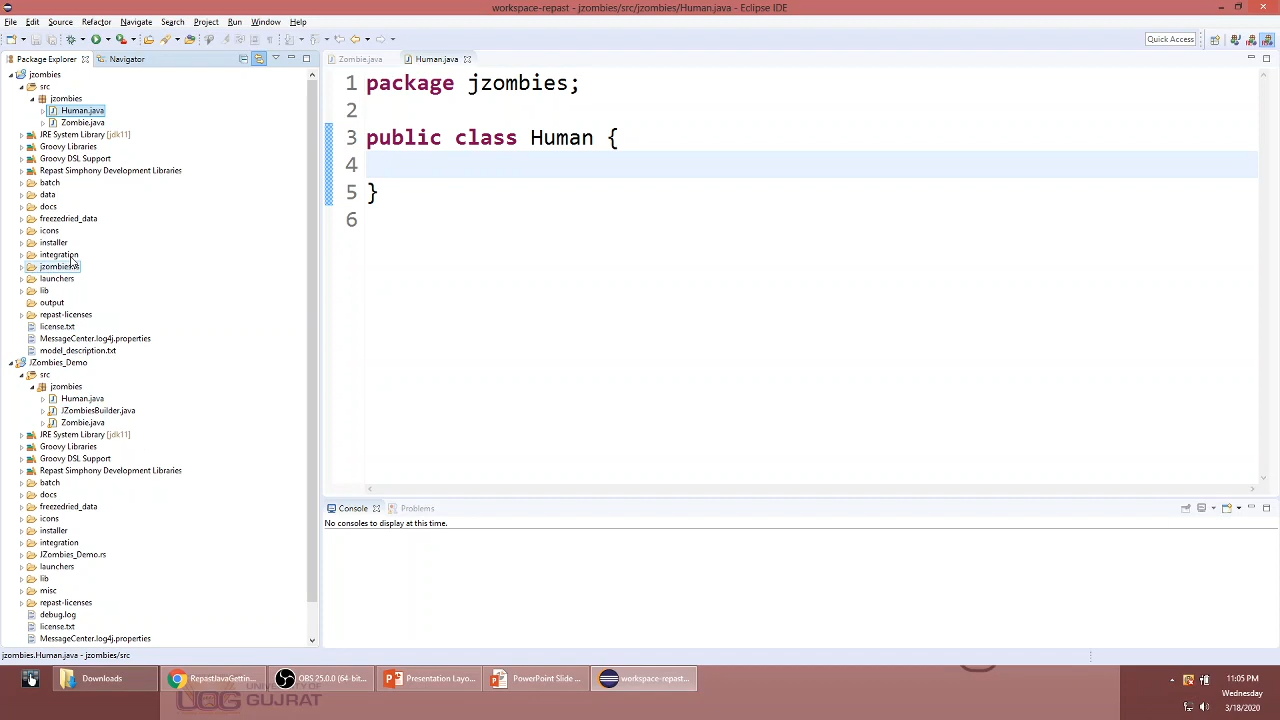 workspace-repast - jzombies/src/jzombies/Human.java - Eclipse IDE
File Edit Source Refactor Navigate Search Project Run Window Help
Quick Access
Package Explorer Navigator
Zombie.java Human.java
jzombies
src
jzombies
Human.java
Zombie.java
JRE System Library [jdk11]
Groovy Libraries
Groovy DSL Support
Repast Simphony Development Libraries
batch
data
docs
freezedried_data
icons
installer
integration
jzombies.rs
launchers
lib
output
repast-licenses
license.txt
MessageCenter.log4j.properties
model_description.txt
JZombies_Demo
src
jzombies
Human.java
JZombiesBuilder.java
Zombie.java
JRE System Library [jdk11]
Groovy Libraries
Groovy DSL Support
Repast Simphony Development Libraries
batch
docs
freezedried_data
icons
installer
integration
JZombies_Demo.rs
launchers
lib
misc
repast-licenses
debug.log
license.txt
MessageCenter.log4j.properties
1 package jzombies;
2
3 public class Human {
4
5 }
6
Console Problems
No consoles to display at this time.
jzombies.Human.java - jzombies/src
Downloads RepastJavaGettin... OBS 25.0.0 (64-bit... Presentation Layo... PowerPoint Slide ... workspace-repast...
11:05 PM
Wednesday
3/18/2020
UNIVERSITY OF
GUJRAT